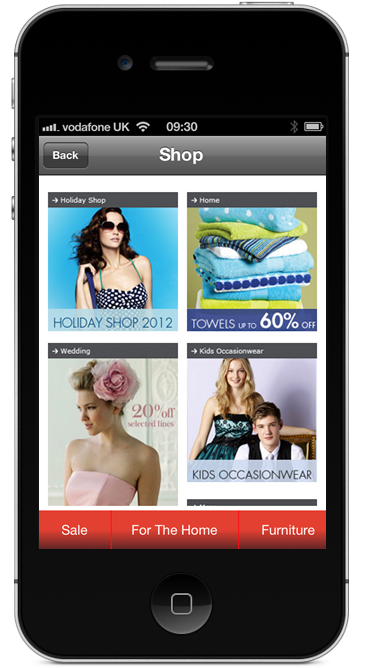 vodafone UK 09:30
Back Shop
→ Holiday Shop
HOLIDAY SHOP 2012
→ Home
TOWELS UP TO 60% OFF
→ Wedding
20% off
selected lines
→ Kids Occasionwear
KIDS OCCASIONWEAR
Sale For The Home Furniture